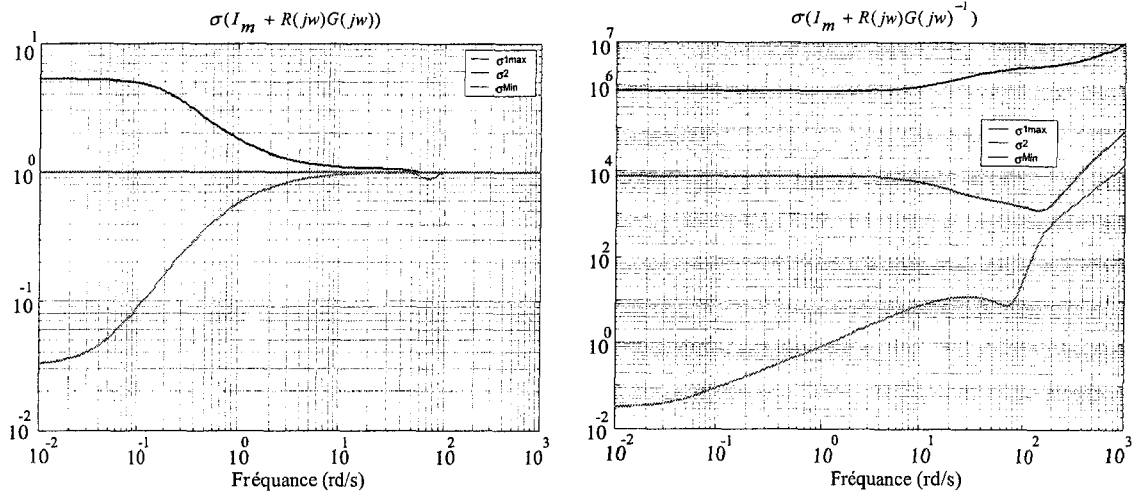 σ(I_m + R(jw)G(jw))
10^1
σ1max
σ2
σMin
10^0
10^-1
10^-2
10^-2 10^-1 10^0 10^1 10^2 10^3
Fréquance (rd/s)
σ(I_m + R(jw)G(jw)^-1)
10^7
10^6
σ1max
σ2
σMin
10^4
10^2
10^0
10^-2
10^-2 10^-1 10^0 10^1 10^2 10^3
Fréquance (rd/s)